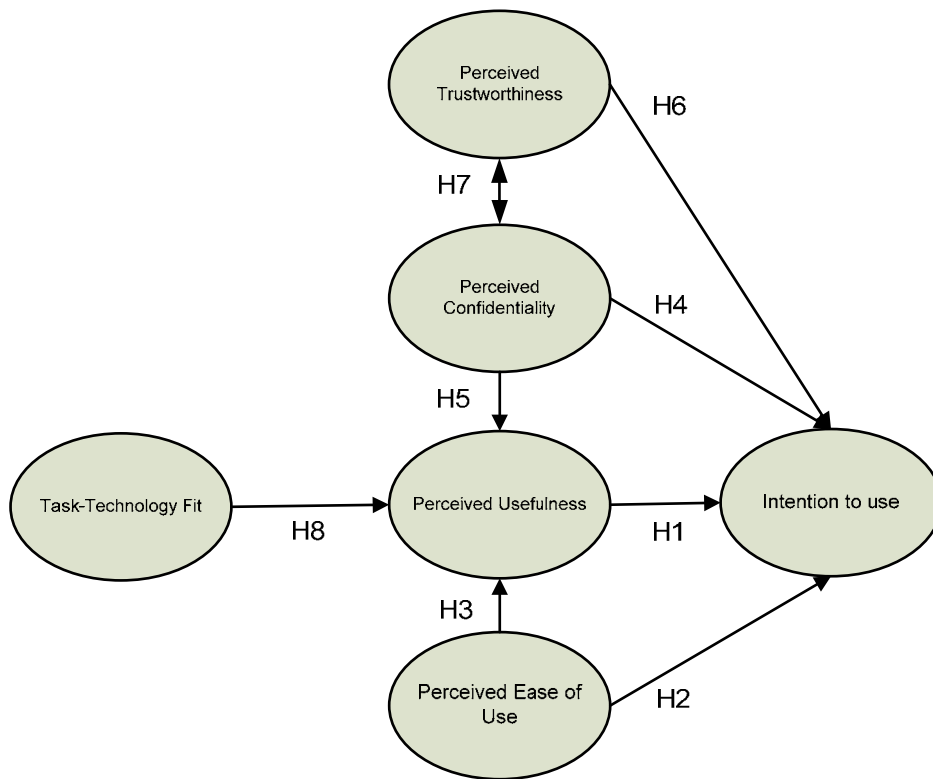 Perceived
Trustworthiness
H6
H7
Perceived
Confidentiality
H4
H5
Task-Technology Fit
Perceived Usefulness
Intention to use
H8
H1
H3
Perceived Ease of
Use
H2